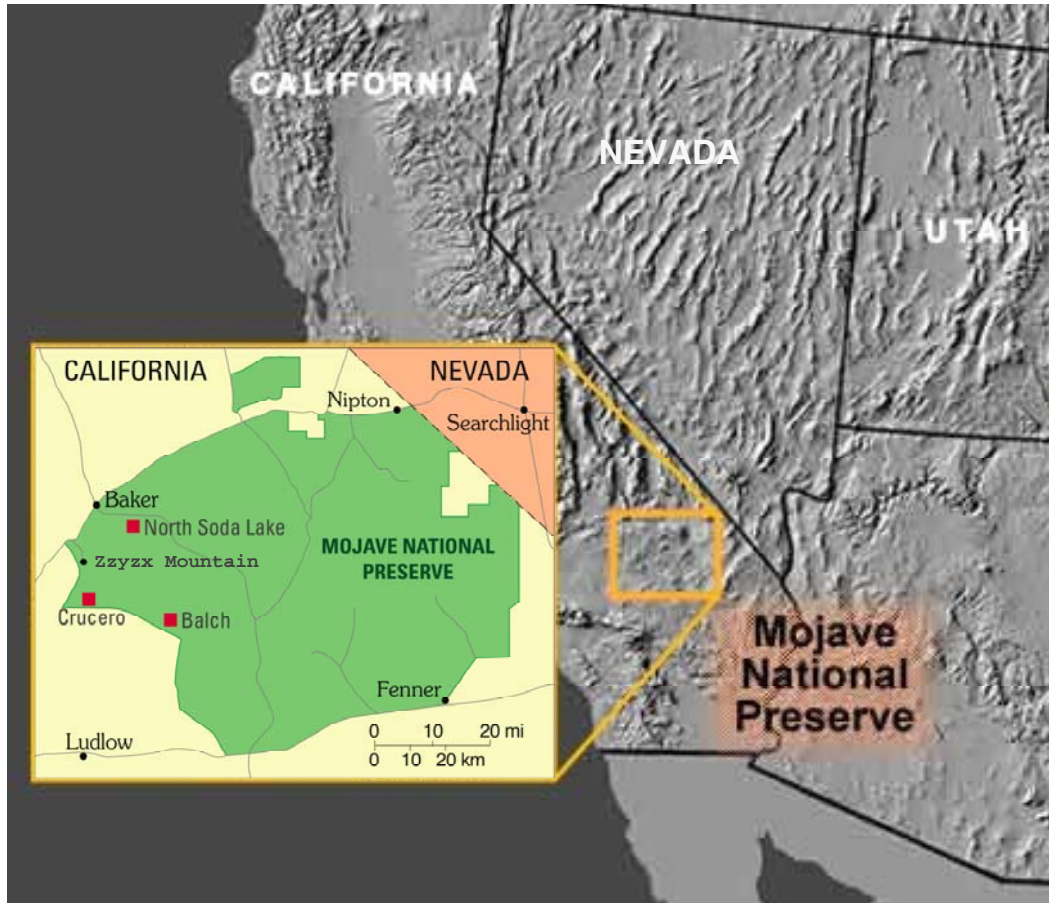 CALIFORNIA
NEVADA
UTAH
CALIFORNIA
NEVADA
Nipton
Searchlight
Baker
North Soda Lake
Zzyzx Mountain
MOJAVE NATIONAL
PRESERVE
Crucero
Balch
Fenner
0 10 20 mi
0 10 20 km
Ludlow
Mojave
National
Preserve